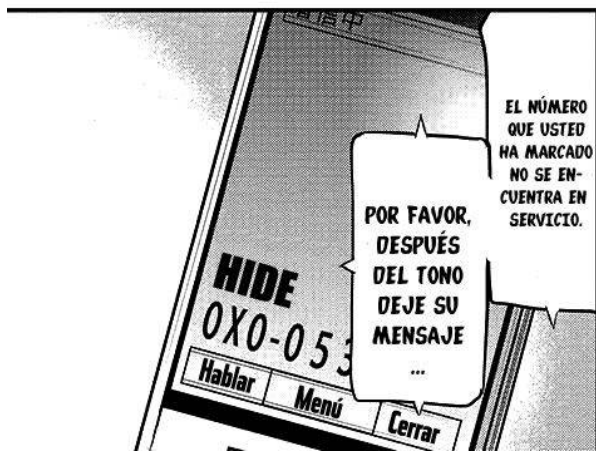 EL NÚMERO
QUE USTED
HA MARCADO
NO SE EN-
CUENTRA EN
SERVICIO.
POR FAVOR,
DESPUÉS
DEL TONO
DEJE SU
MENSAJE
...
HIDE
0X0-053
Hablar Menú Cerrar